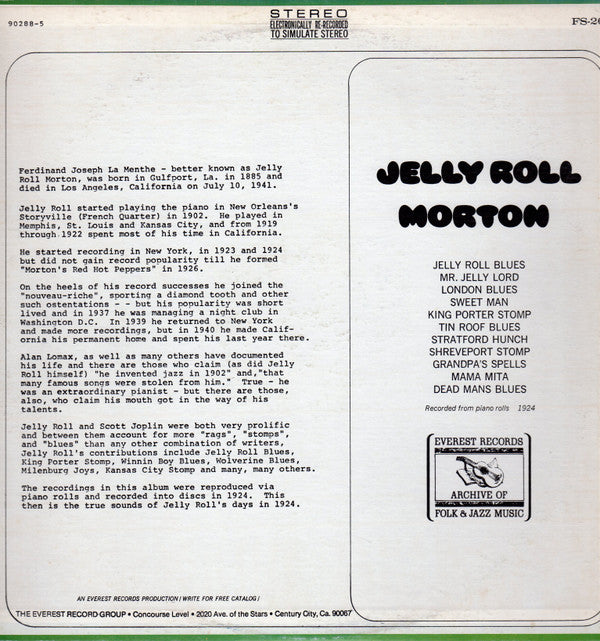 STEREO
ELECTRONICALLY RE-RECORDED
TO SIMULATE STEREO
90288-5
Ferdinand Joseph La Menthe - better known as Jelly
Roll Morton, was born in Gulfport, La. in 1885 and
died in Los Angeles, California on July 10, 1941.
Jelly Roll started playing the piano in New Orleans's
Storyville (French Quarter) in 1902. He played in
Memphis, St. Louis and Kansas City, and from 1919
through 1922 spent most of his time in California.
He started recording in New York, in 1923 and 1924
but did not gain record popularity till he formed
"Morton's Red Hot Peppers" in 1926.
On the heels of his record successes he joined the
"nouveau-riche", sporting a diamond tooth and other
such ostentations - - but his popularity was short
lived and in 1937 he was managing a night club in
Washington D.C. In 1939 he returned to New York
and made more recordings, but in 1940 he made Calif-
ornia his permanent home and spent his last year there.
Alan Lomax, as well as many others have documented
his life and there are those who claim (as did Jelly
Roll himself) "he invented jazz in 1902" and,"that
many famous songs were stolen from him." True - he
was an extraordinary pianist - but there are those,
also, who claim his mouth got in the way of his
talents.
Jelly Roll and Scott Joplin were both very prolific
and between them account for more "rags", "stomps",
and "blues" than any other combination of writers,
Jelly Roll's contributions include Jelly Roll Blues,
King Porter Stomp, Winnin Boy Blues, Wolverine Blues,
Milenburg Joys, Kansas City Stomp and many, many others.
The recordings in this album were reproduced via
piano rolls and recorded into discs in 1924. This
then is the true sounds of Jelly Roll's days in 1924.
AN EVEREST RECORDS PRODUCTION / WRITE FOR FREE CATALOG /
THE EVEREST RECORD GROUP • Concourse Level • 2020 Ave. of the Stars • Century City, Ca. 90067
FS-26
JELLY ROLL
MORTON
JELLY ROLL BLUES
MR. JELLY LORD
LONDON BLUES
SWEET MAN
KING PORTER STOMP
TIN ROOF BLUES
STRATFORD HUNCH
SHREVEPORT STOMP
GRANDPA'S SPELLS
MAMA MITA
DEAD MANS BLUES
Recorded from piano rolls 1924
EVEREST RECORDS
ARCHIVE OF
FOLK & JAZZ MUSIC